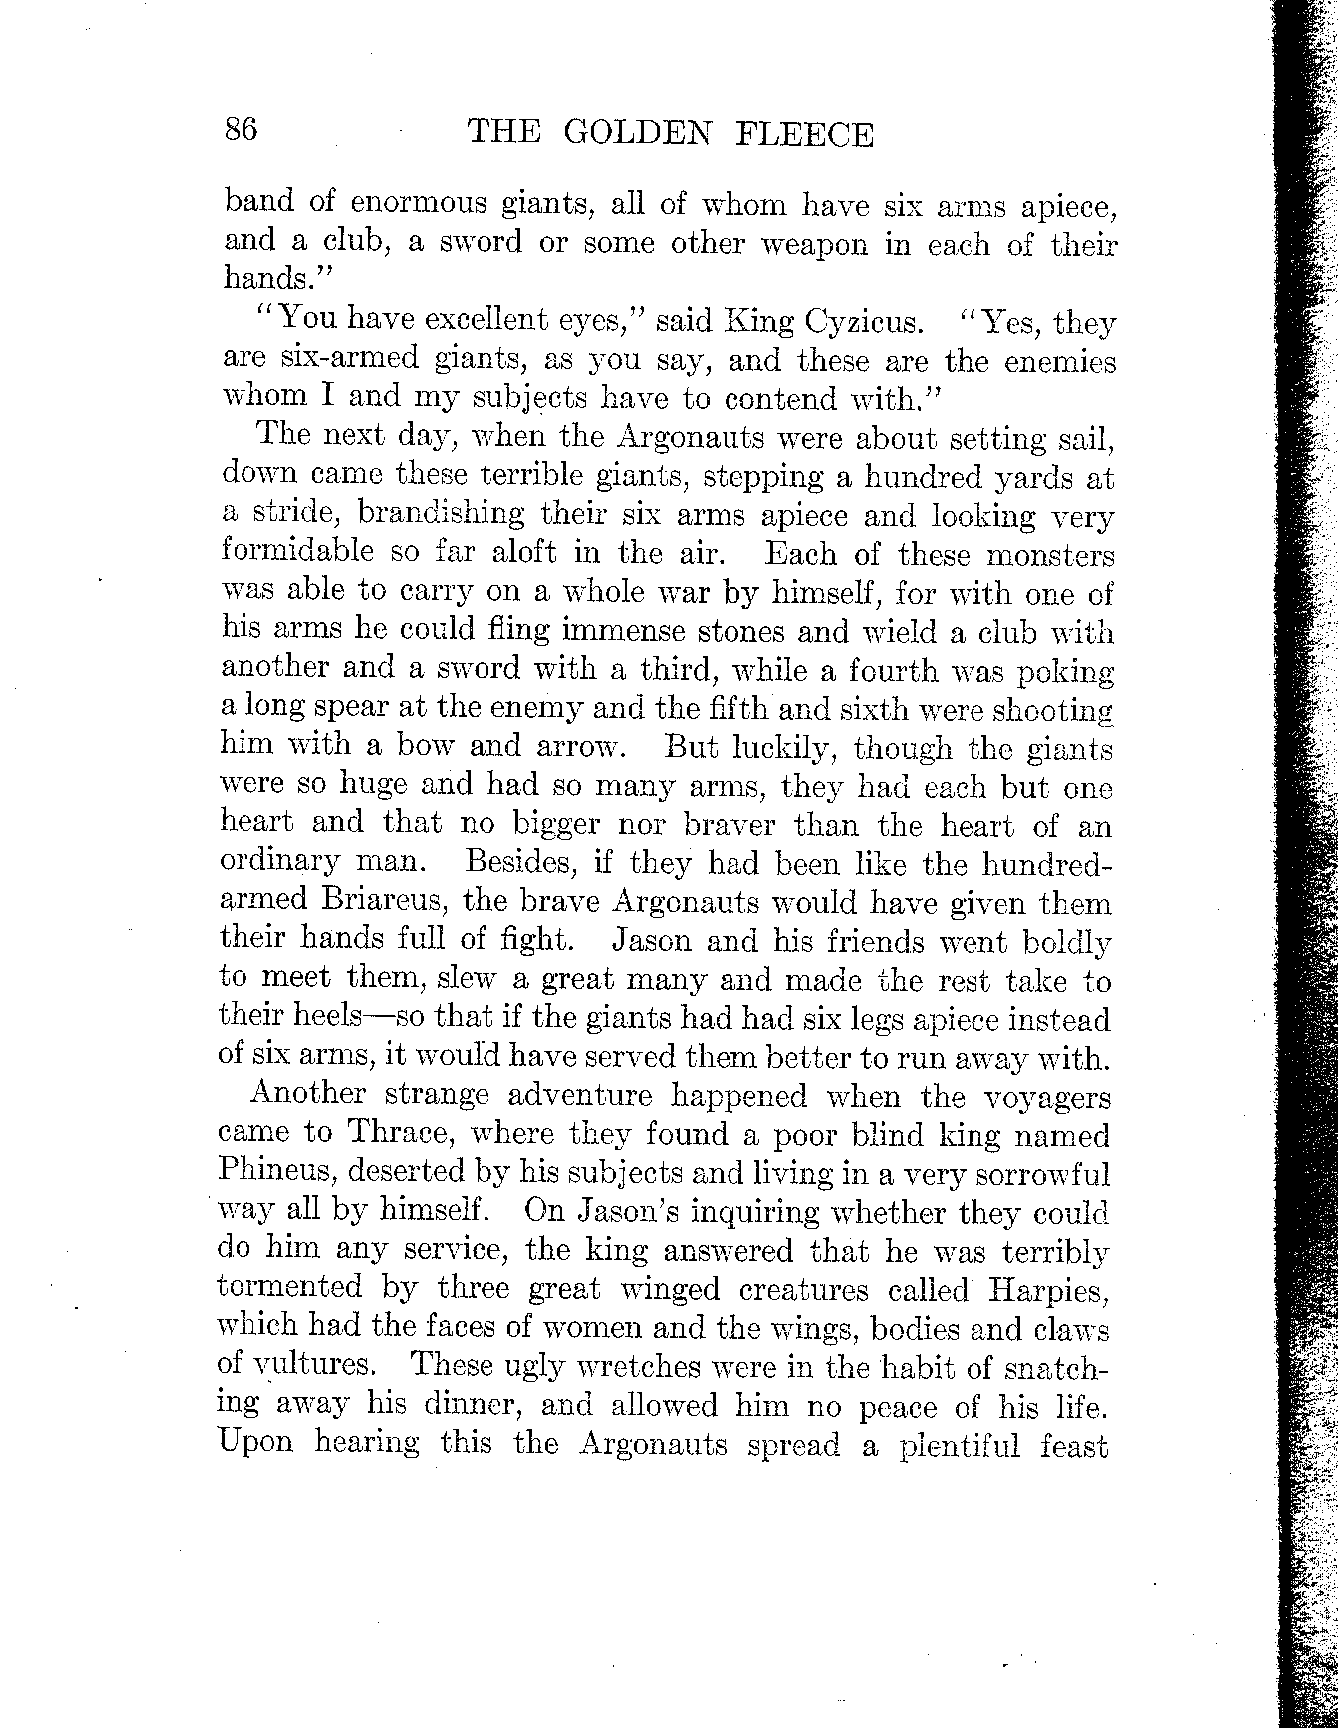 86 THE GOLDEN FLEECE
band of enormous giants, all of whom have six arms apiece,
and a club, a sword or some other weapon in each of their
hands."
"You have excellent eyes," said King Cyzicus. "Yes, they
are six-armed giants, as you say, and these are the enemies
whom I and my subjects have to contend with."
The next day, when the Argonauts were about setting sail,
down came these terrible giants, stepping a hundred yards at
a stride, brandishing their six arms apiece and looking very
formidable so far aloft in the air. Each of these monsters
was able to carry on a whole war by himself, for with one of
his arms he could fling immense stones and wield a club with
another and a sword with a third, while a fourth was poking
a long spear at the enemy and the fifth and sixth were shooting
him with a bow and arrow. But luckily, though the giants
were so huge and had so many arms, they had each but one
heart and that no bigger nor braver than the heart of an
ordinary man. Besides, if they had been like the hundred-
armed Briareus, the brave Argonauts would have given them
their hands full of fight. Jason and his friends went boldly
to meet them, slew a great many and made the rest take to
their heels—so that if the giants had had six legs apiece instead
of six arms, it would have served them better to run away with.
Another strange adventure happened when the voyagers
came to Thrace, where they found a poor blind king named
Phineus, deserted by his subjects and living in a very sorrowful
way all by himself. On Jason's inquiring whether they could
do him any service, the king answered that he was terribly
tormented by three great winged creatures called Harpies,
which had the faces of women and the wings, bodies and claws
of vultures. These ugly wretches were in the habit of snatch-
ing away his dinner, and allowed him no peace of his life.
Upon hearing this the Argonauts spread a plentiful feast